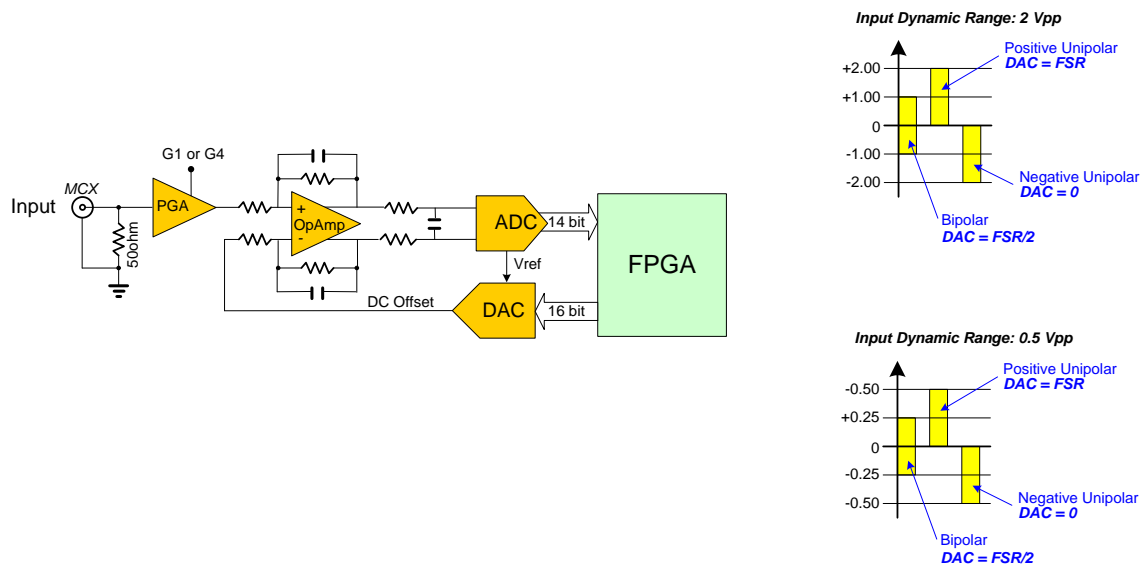 Input Dynamic Range: 2 Vpp
Positive Unipolar
DAC = FSR
+2.00
+1.00
0
-1.00
-2.00
Negative Unipolar
DAC = 0
Bipolar
DAC = FSR/2
G1 or G4
MCX
Input
PGA
50ohm
+
OpAmp
-
ADC
14 bit
FPGA
Vref
DC Offset
DAC
16 bit
Input Dynamic Range: 0.5 Vpp
Positive Unipolar
DAC = FSR
-0.50
+0.25
0
-0.25
-0.50
Negative Unipolar
DAC = 0
Bipolar
DAC = FSR/2